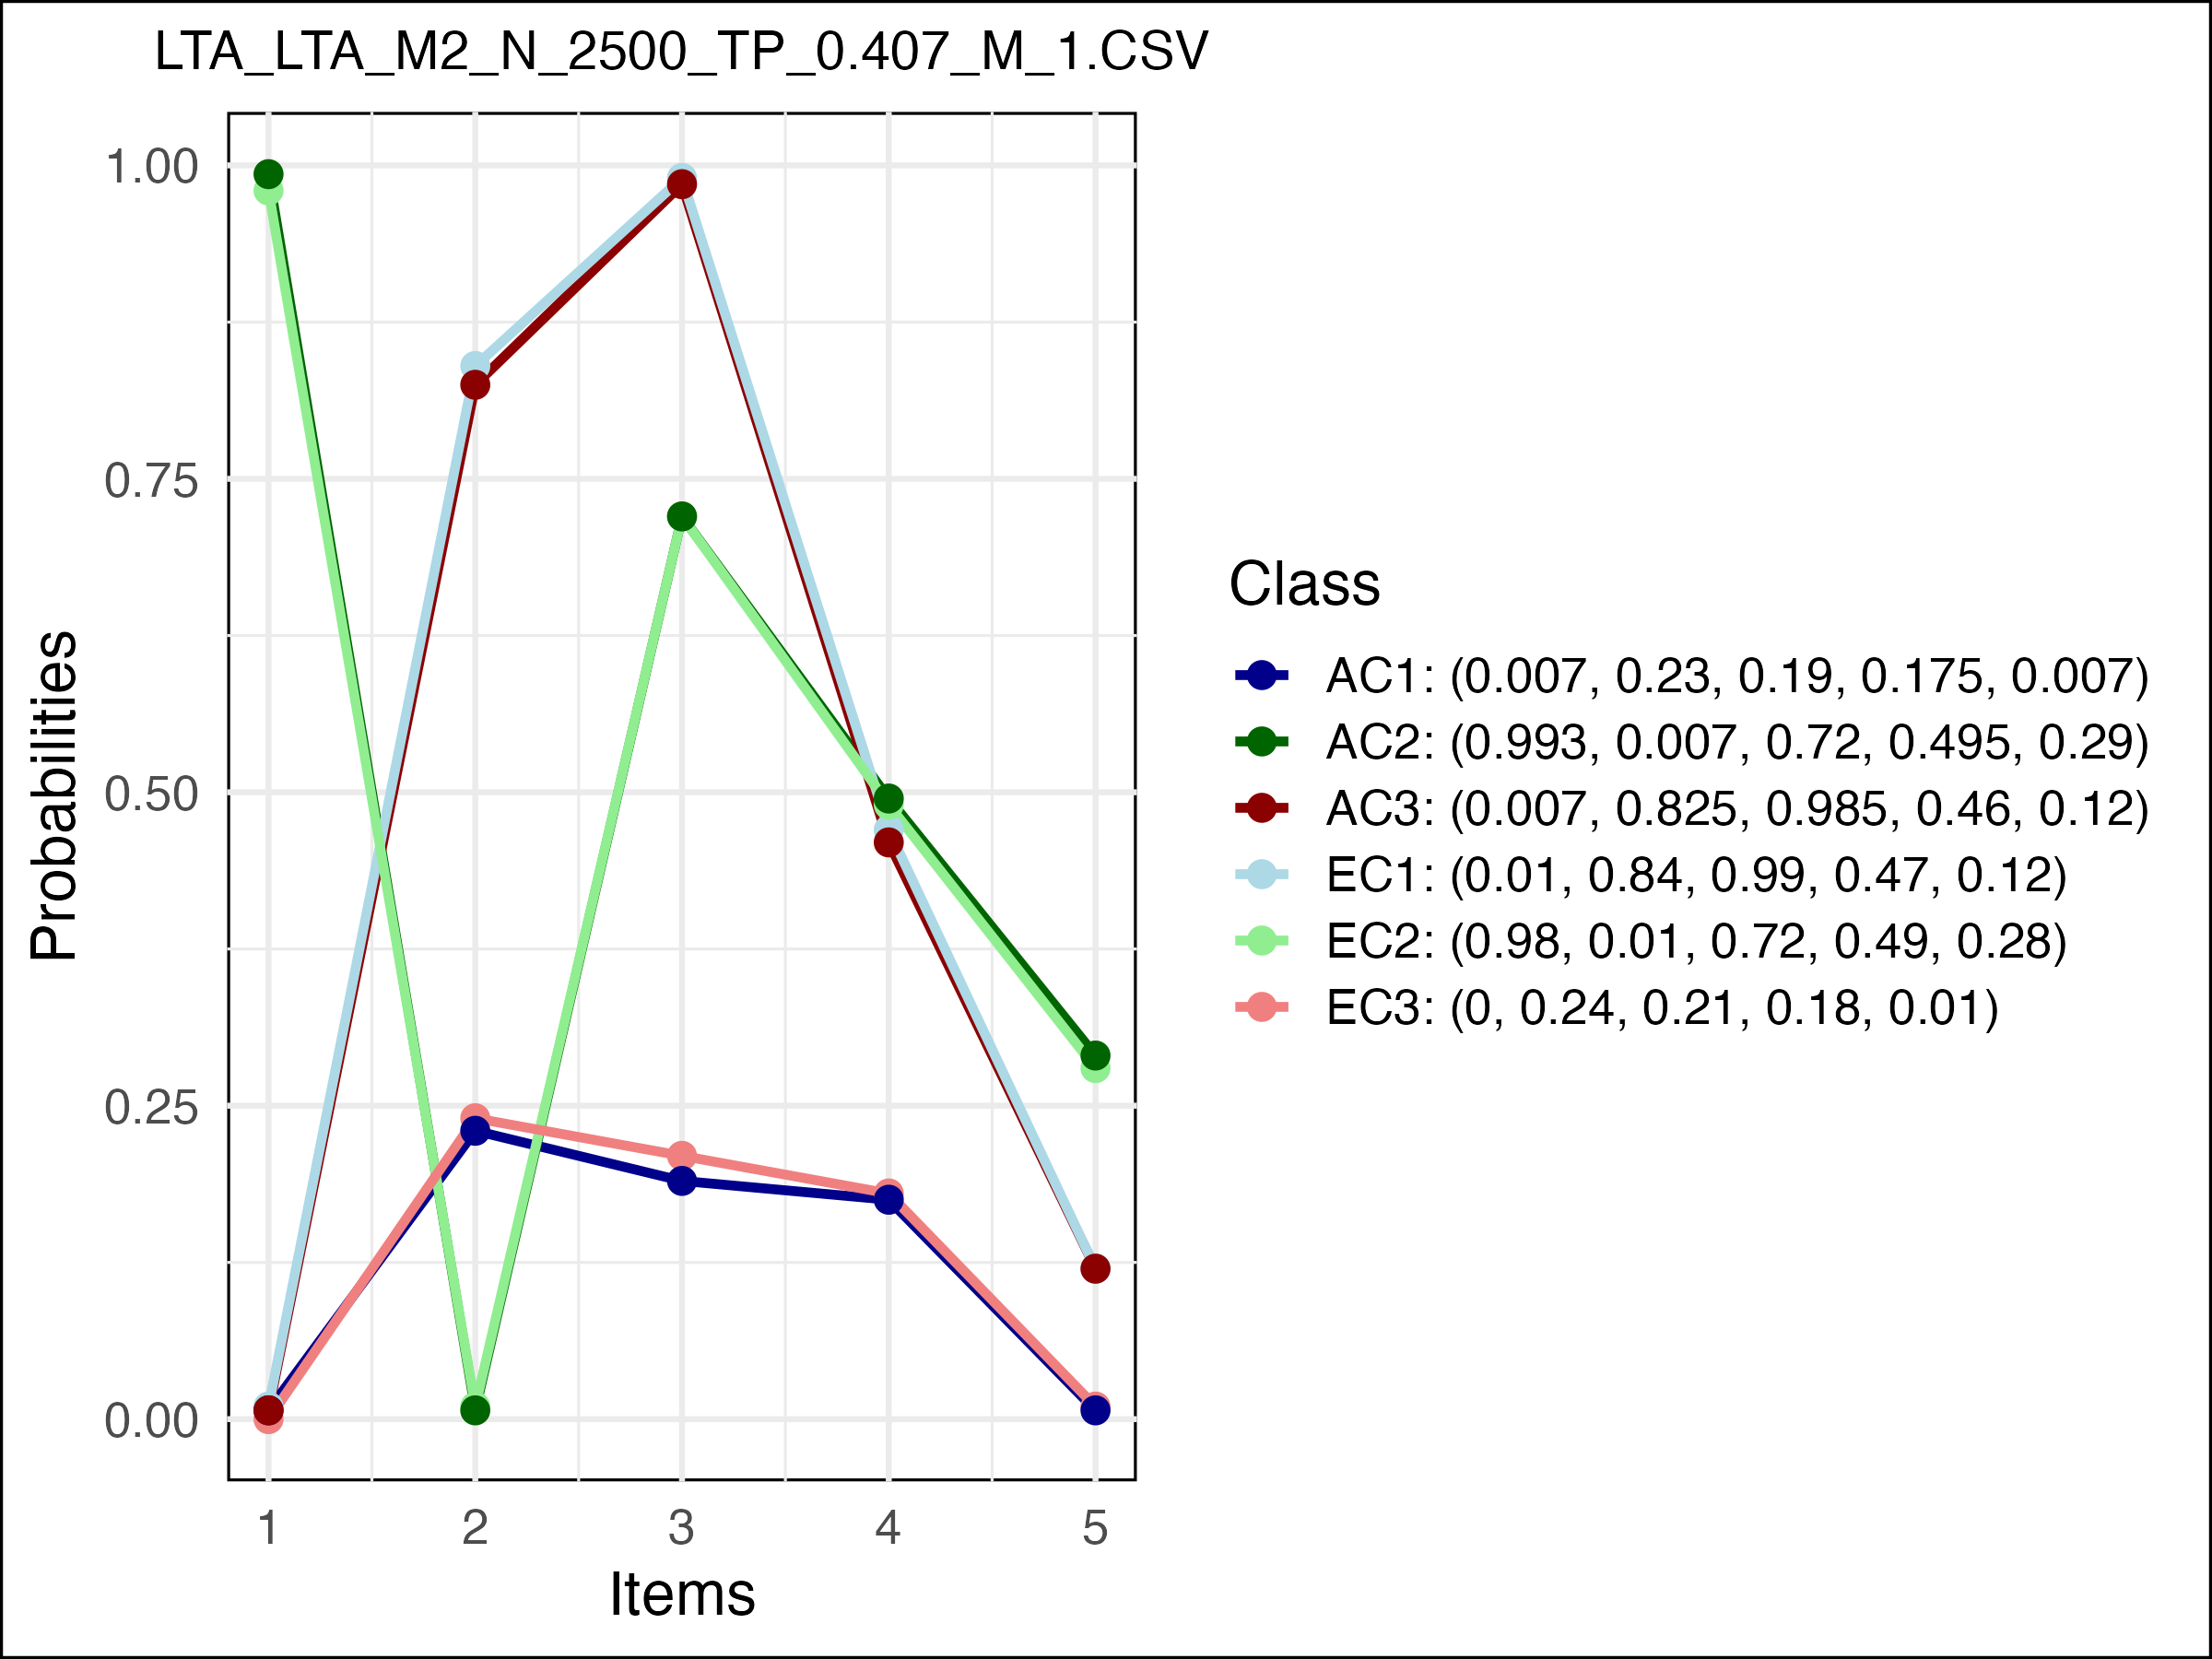 LTA_LTA_M2_N_2500_TP_0.407_M_1.CSV
1.00
0.75
0.50
0.25
0.00
Probabilities
1 2 3 4 5
Items
Class
AC1: (0.007, 0.23, 0.19, 0.175, 0.007)
AC2: (0.993, 0.007, 0.72, 0.495, 0.29)
AC3: (0.007, 0.825, 0.985, 0.46, 0.12)
EC1: (0.01, 0.84, 0.99, 0.47, 0.12)
EC2: (0.98, 0.01, 0.72, 0.49, 0.28)
EC3: (0, 0.24, 0.21, 0.18, 0.01)